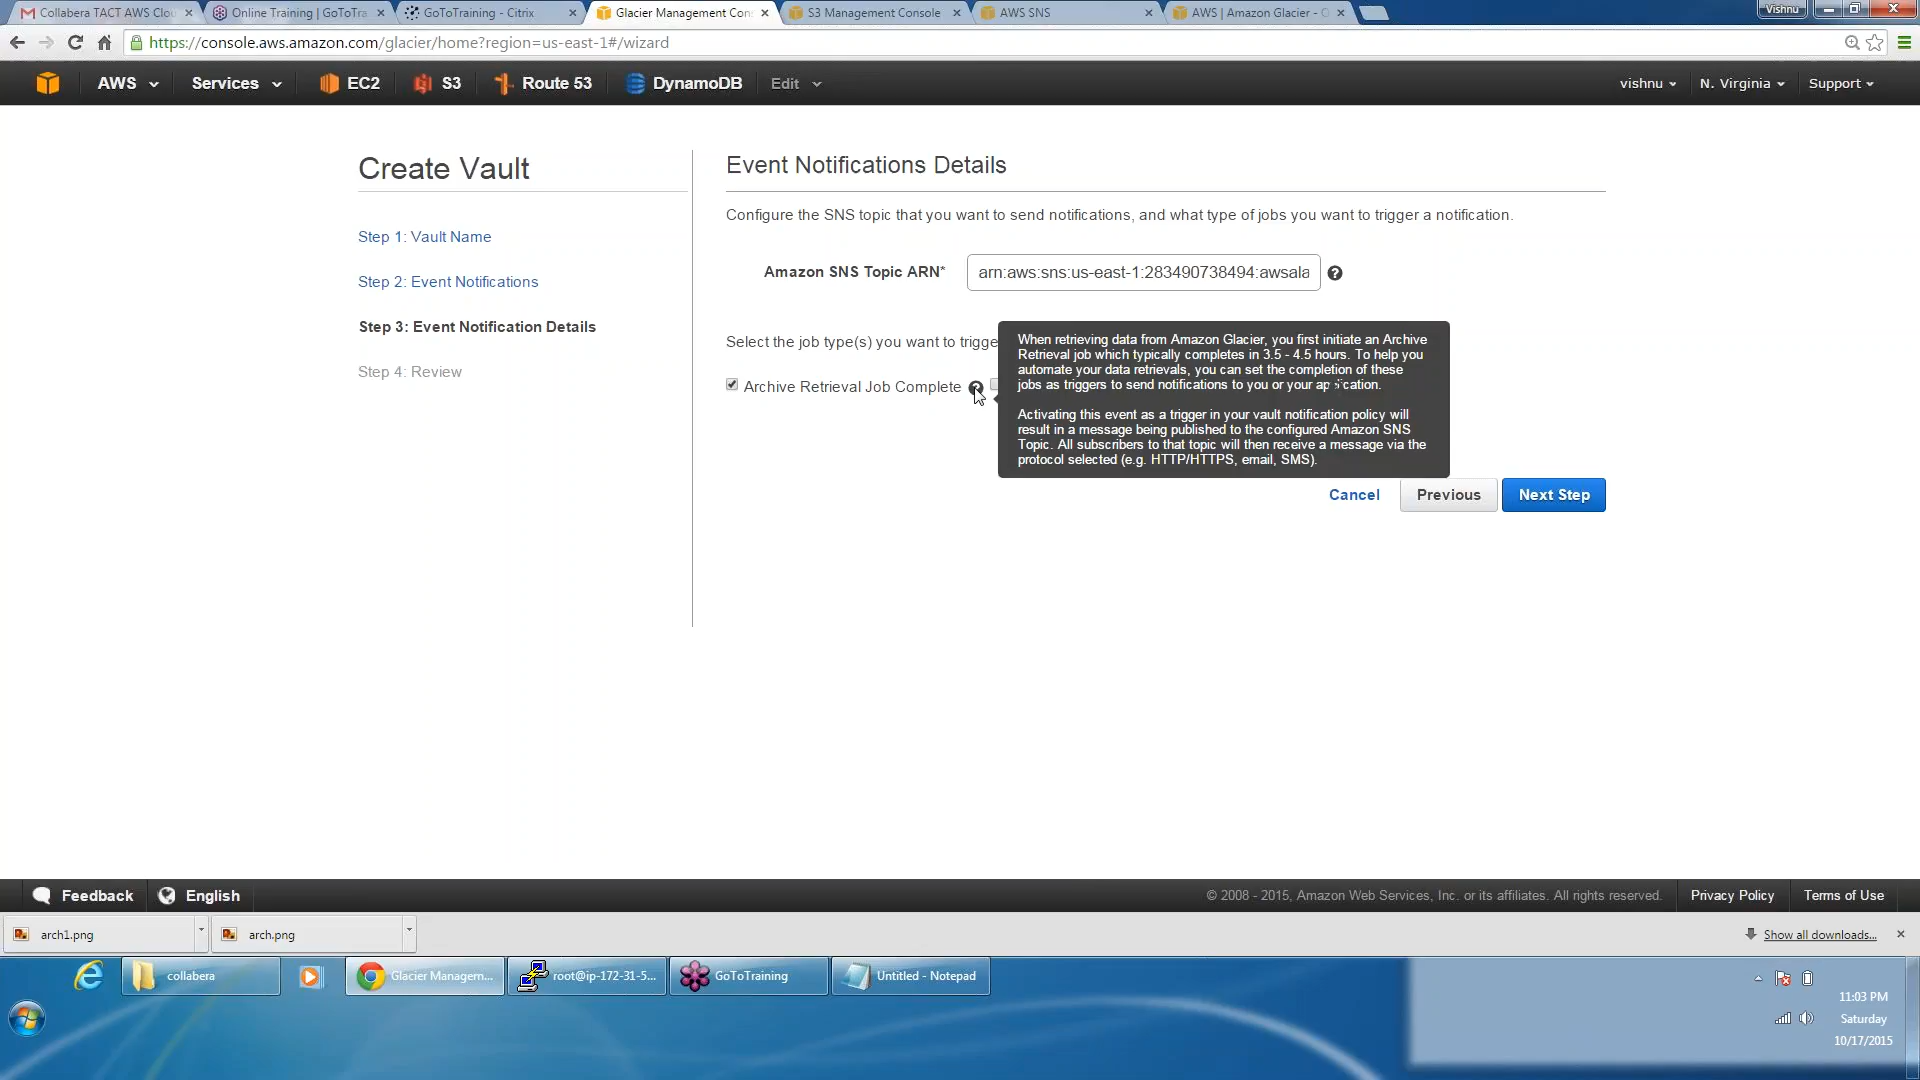 Collabera TACT AWS Clou
Online Training | GoToTra
GoToTraining - Citrix
Glacier Management Con
S3 Management Console
AWS SNS
AWS | Amazon Glacier - O
Vishnu
https://console.aws.amazon.com/glacier/home?region=us-east-1#/wizard
AWS
Services
EC2
S3
Route 53
DynamoDB
Edit
vishnu
N. Virginia
Support
Create Vault
Step 1: Vault Name
Step 2: Event Notifications
Step 3: Event Notification Details
Step 4: Review
Event Notifications Details
Configure the SNS topic that you want to send notifications, and what type of jobs you want to trigger a notification.
Amazon SNS Topic ARN*
arn:aws:sns:us-east-1:283490738494:awsala
Select the job type(s) you want to trigge
Archive Retrieval Job Complete
When retrieving data from Amazon Glacier, you first initiate an Archive
Retrieval job which typically completes in 3.5 - 4.5 hours. To help you
automate your data retrievals, you can set the completion of these
jobs as triggers to send notifications to you or your application.
Activating this event as a trigger in your vault notification policy will
result in a message being published to the configured Amazon SNS
Topic. All subscribers to that topic will then receive a message via the
protocol selected (e.g. HTTP/HTTPS, email, SMS).
Cancel
Previous
Next Step
Feedback
English
© 2008 - 2015, Amazon Web Services, Inc. or its affiliates. All rights reserved.
Privacy Policy
Terms of Use
arch1.png
arch.png
Show all downloads...
collabera
Glacier Managem...
root@ip-172-31-5...
GoToTraining
Untitled - Notepad
11:03 PM
Saturday
10/17/2015